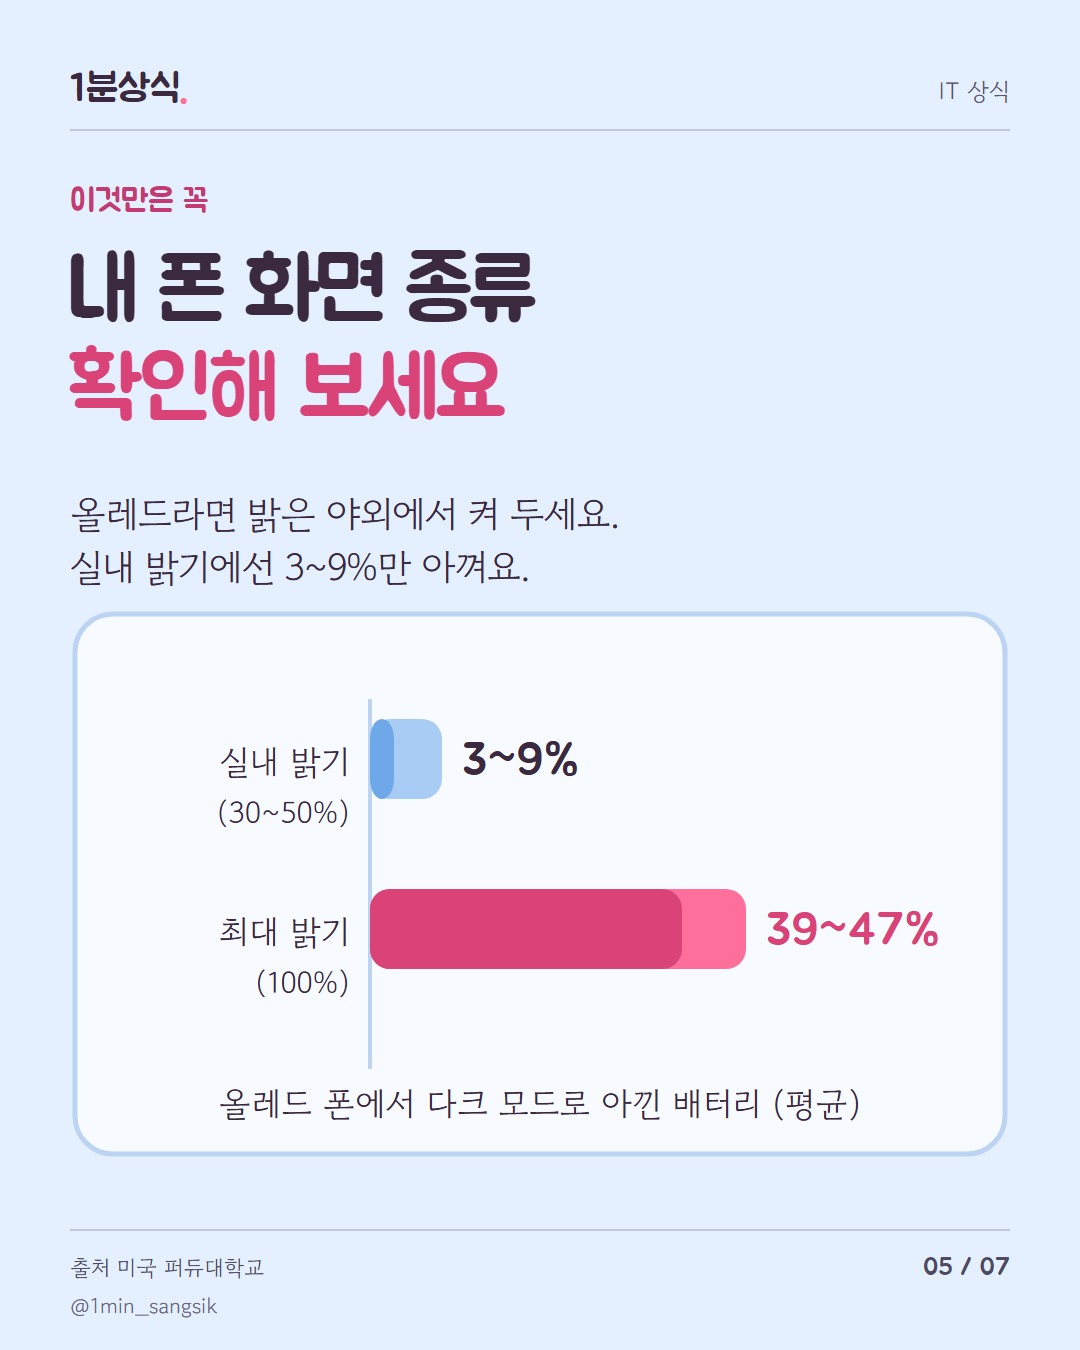 1분상식.
IT 상식
이것만은 꼭
내 폰 화면 종류
확인해 보세요
올레드라면 밝은 야외에서 켜 두세요.
실내 밝기에선 3~9%만 아껴요.
실내 밝기
(30~50%)
3~9%
최대 밝기
(100%)
39~47%
올레드 폰에서 다크 모드로 아낀 배터리 (평균)
출처 미국 퍼듀대학교
05 / 07
@1min_sangsik